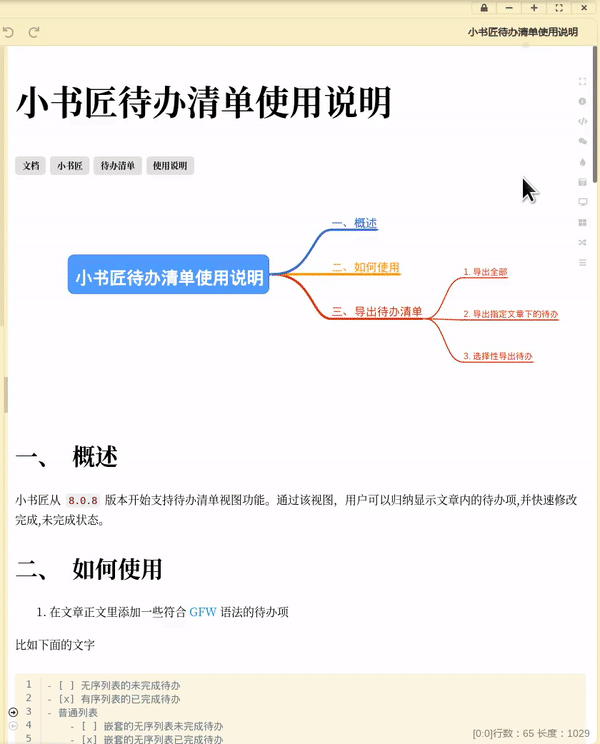 小书匠待办清单使用说明
小书匠待办清单使用说明
文档 小书匠 待办清单 使用说明
小书匠待办清单使用说明
一、概述
二、如何使用
三、导出待办清单
1. 导出全部
2. 导出指定文章下的待办
3. 选择性导出待办
一、 概述
小书匠从 8.0.8 版本开始支持待办清单视图功能。通过该视图，用户可以归纳显示文章内的待办项,并快速修改
完成,未完成状态。
二、 如何使用
1. 在文章正文里添加一些符合 GFW 语法的待办项
比如下面的文字
1 - [ ] 无序列表的未完成待办
2 - [x] 有序列表的已完成待办
3 - 普通列表
4 - [ ] 嵌套的无序列表未完成待办
5 - [x] 嵌套的无序列表已完成待办
[0:0]行数：65 长度：1029